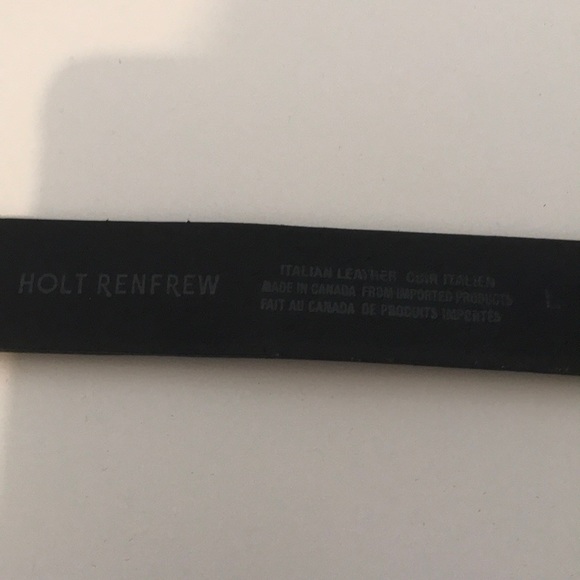 HOLT RENFREW
ITALIAN LEATHER CUIR ITALIEN
MADE IN CANADA FROM IMPORTED PRODUCTS
FAIT AU CANADA DE PRODUITS IMPORTÉS